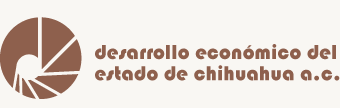 desarrollo económico del
estado de chihuahua a.c.